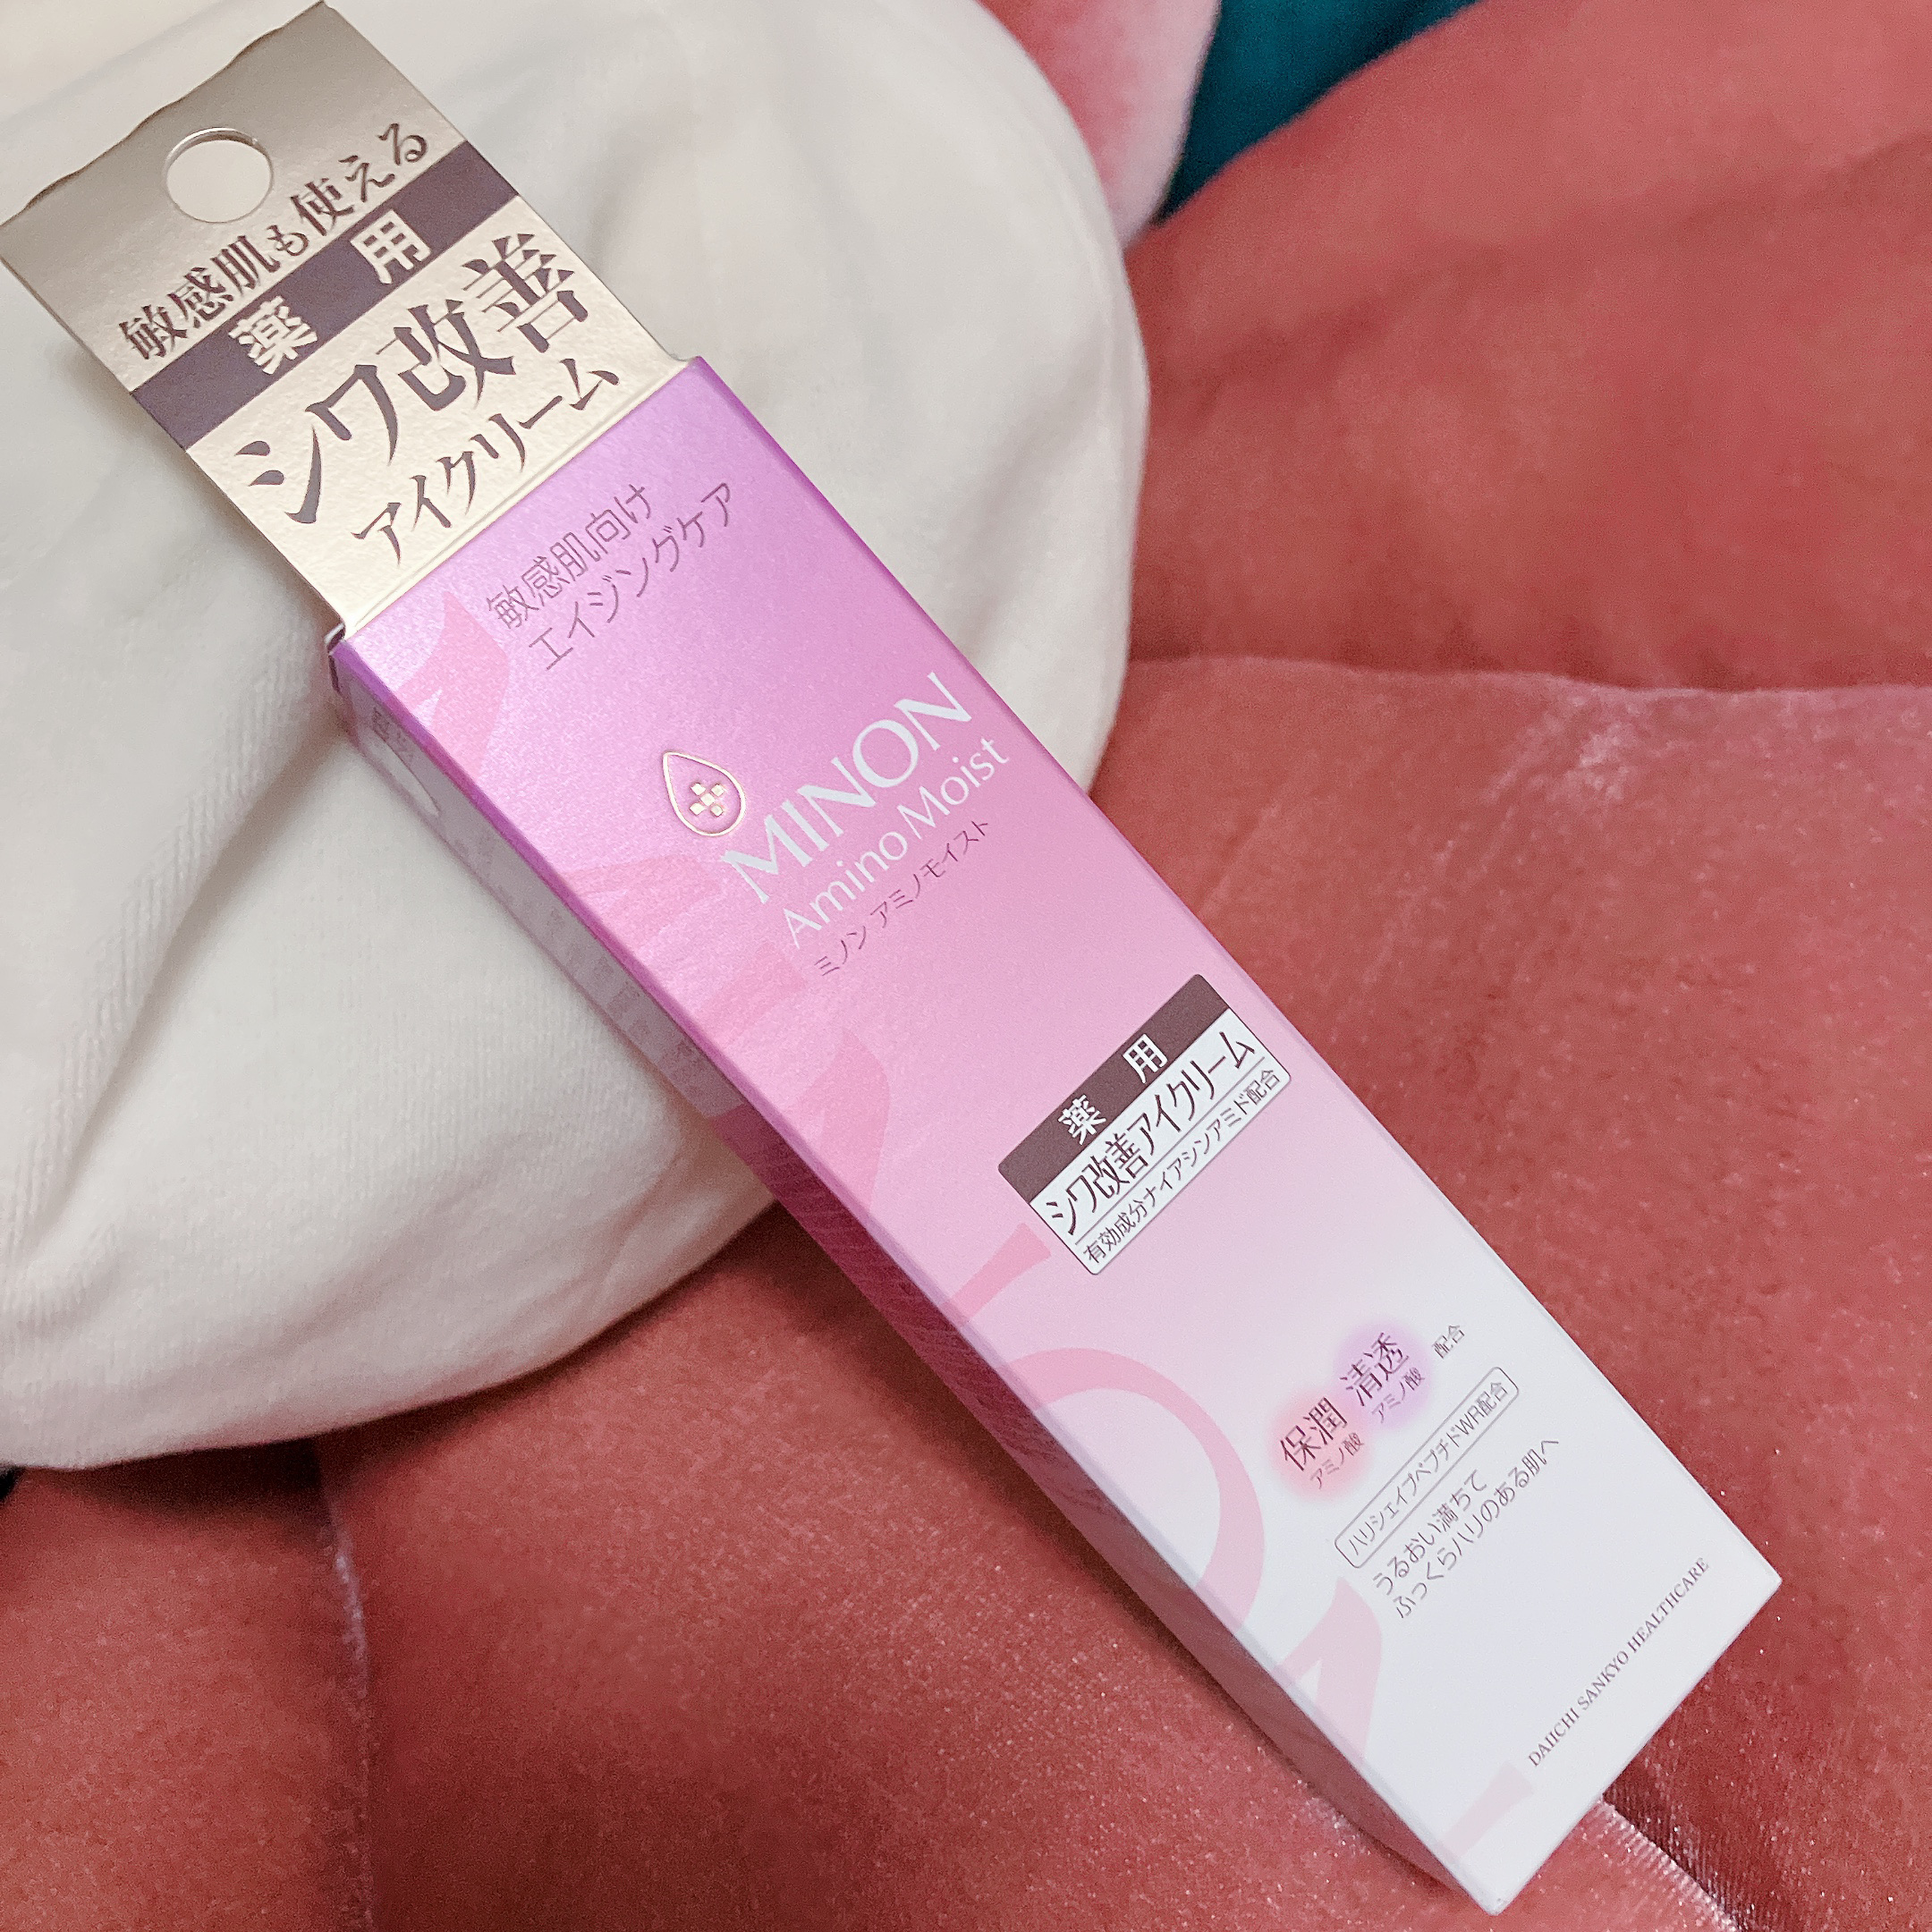 敏感肌も使える
薬用
シワ改善
アイクリーム
敏感肌向け
エイジングケア
MINON
Amino Moist
ミノン アミノモイスト
薬用
シワ改善アイクリーム
有効成分ナイアシンアミド配合
保潤 清透 配合
アミノ酸 アミノ酸
ハリシェイプペプチドWR配合
うるおい満ちて
ふっくらハリのある肌へ
DAIICHI SANKYO HEALTHCARE